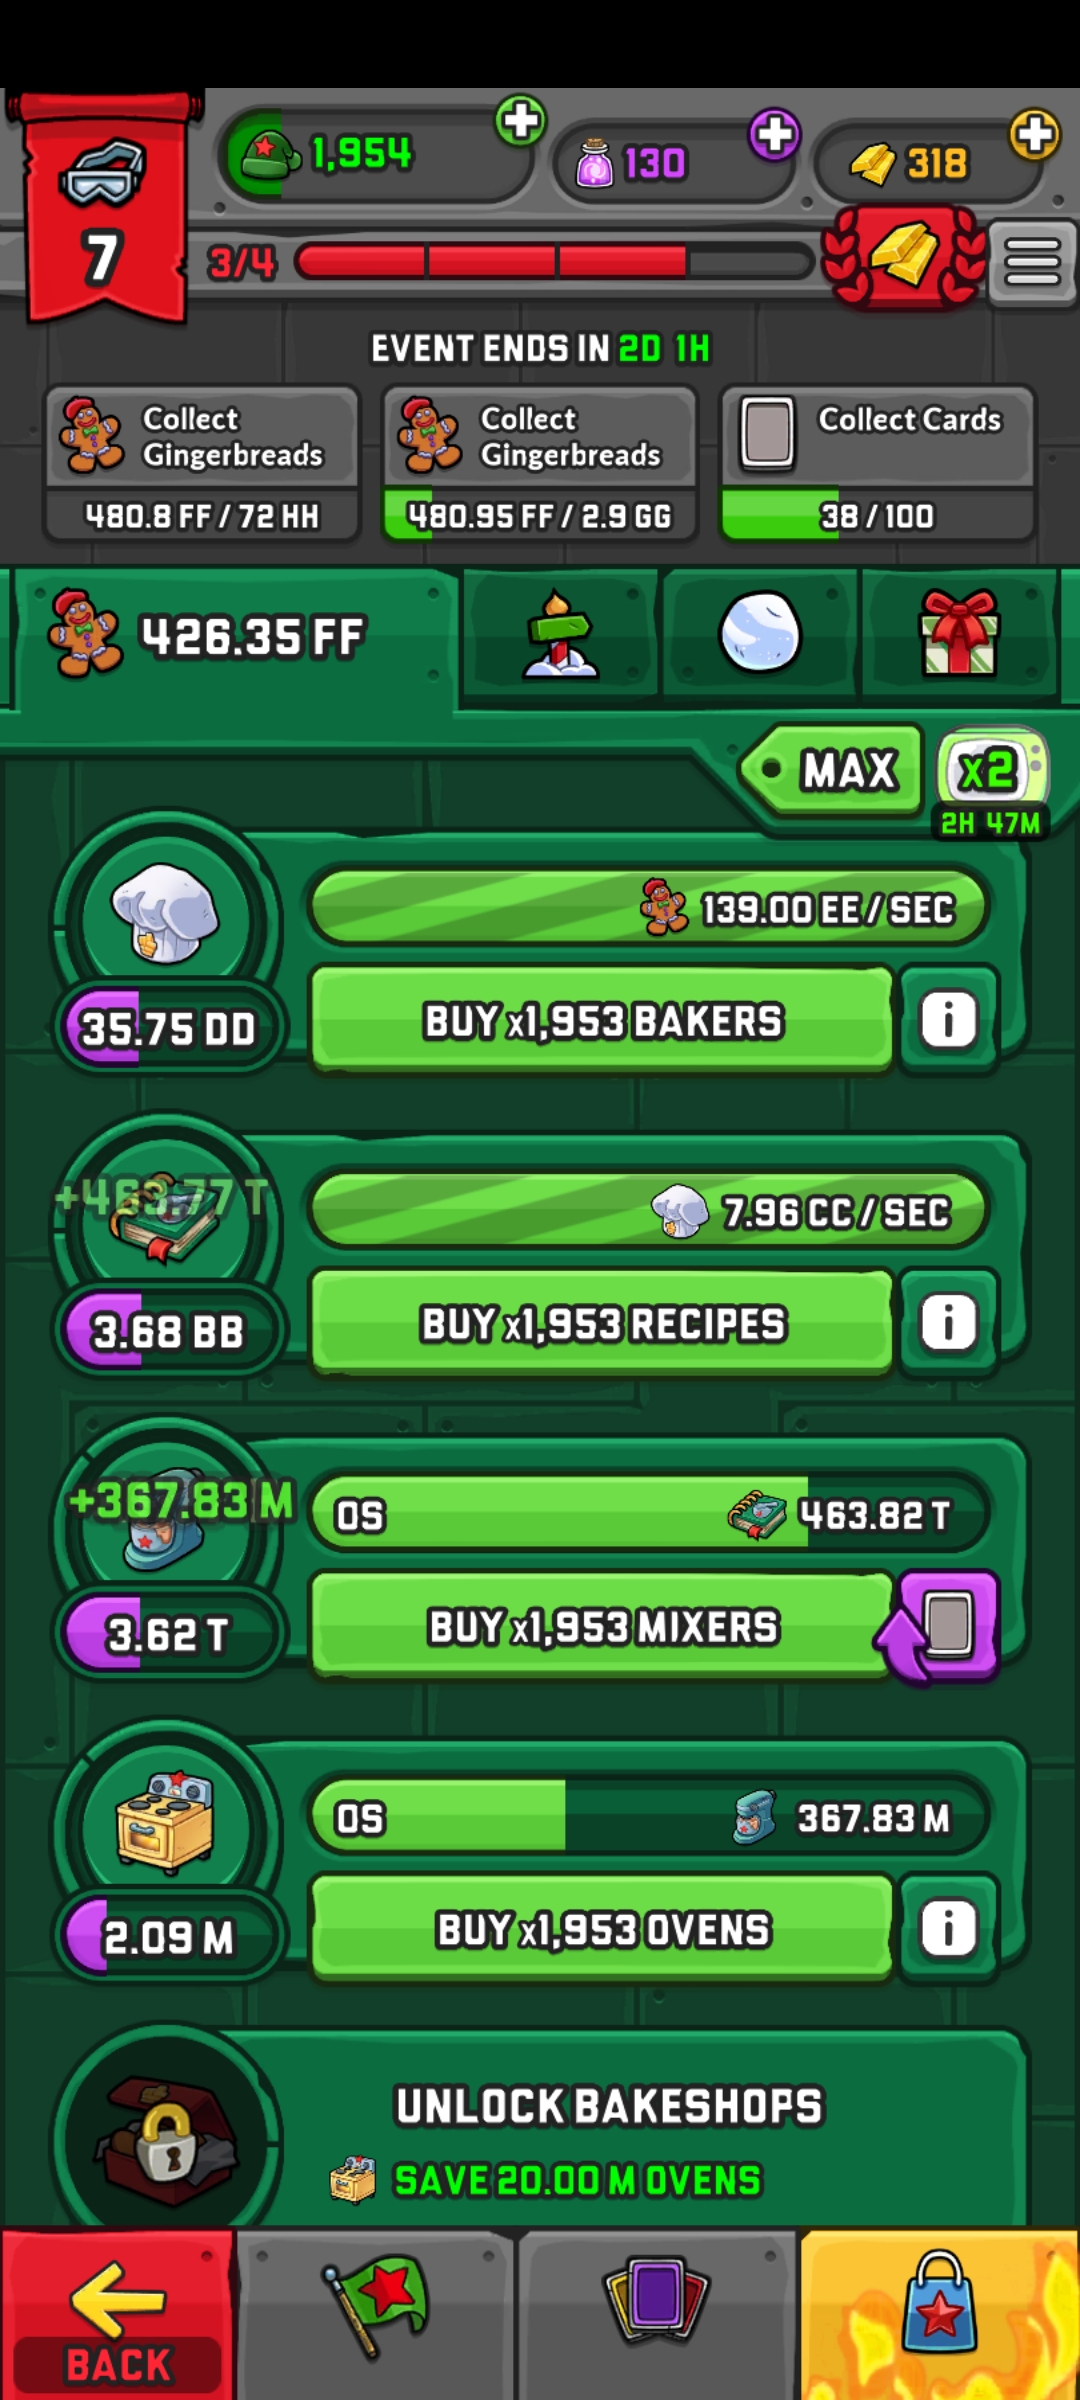 1,954
130
318
7
3/4
EVENT ENDS IN 2D 1H
Collect
Gingerbreads
480.8 FF / 72 HH
Collect
Gingerbreads
480.95 FF / 2.9 GG
Collect Cards
38 / 100
426.35 FF
MAX
x2
2H 47M
139.00 EE / SEC
35.75 DD
BUY x1,953 BAKERS
i
+463.77 T
7.96 CC / SEC
3.68 BB
BUY x1,953 RECIPES
i
+367.83 M
0S
463.82 T
3.62 T
BUY x1,953 MIXERS
0S
367.83 M
2.09 M
BUY x1,953 OVENS
i
UNLOCK BAKESHOPS
SAVE 20.00 M OVENS
BACK